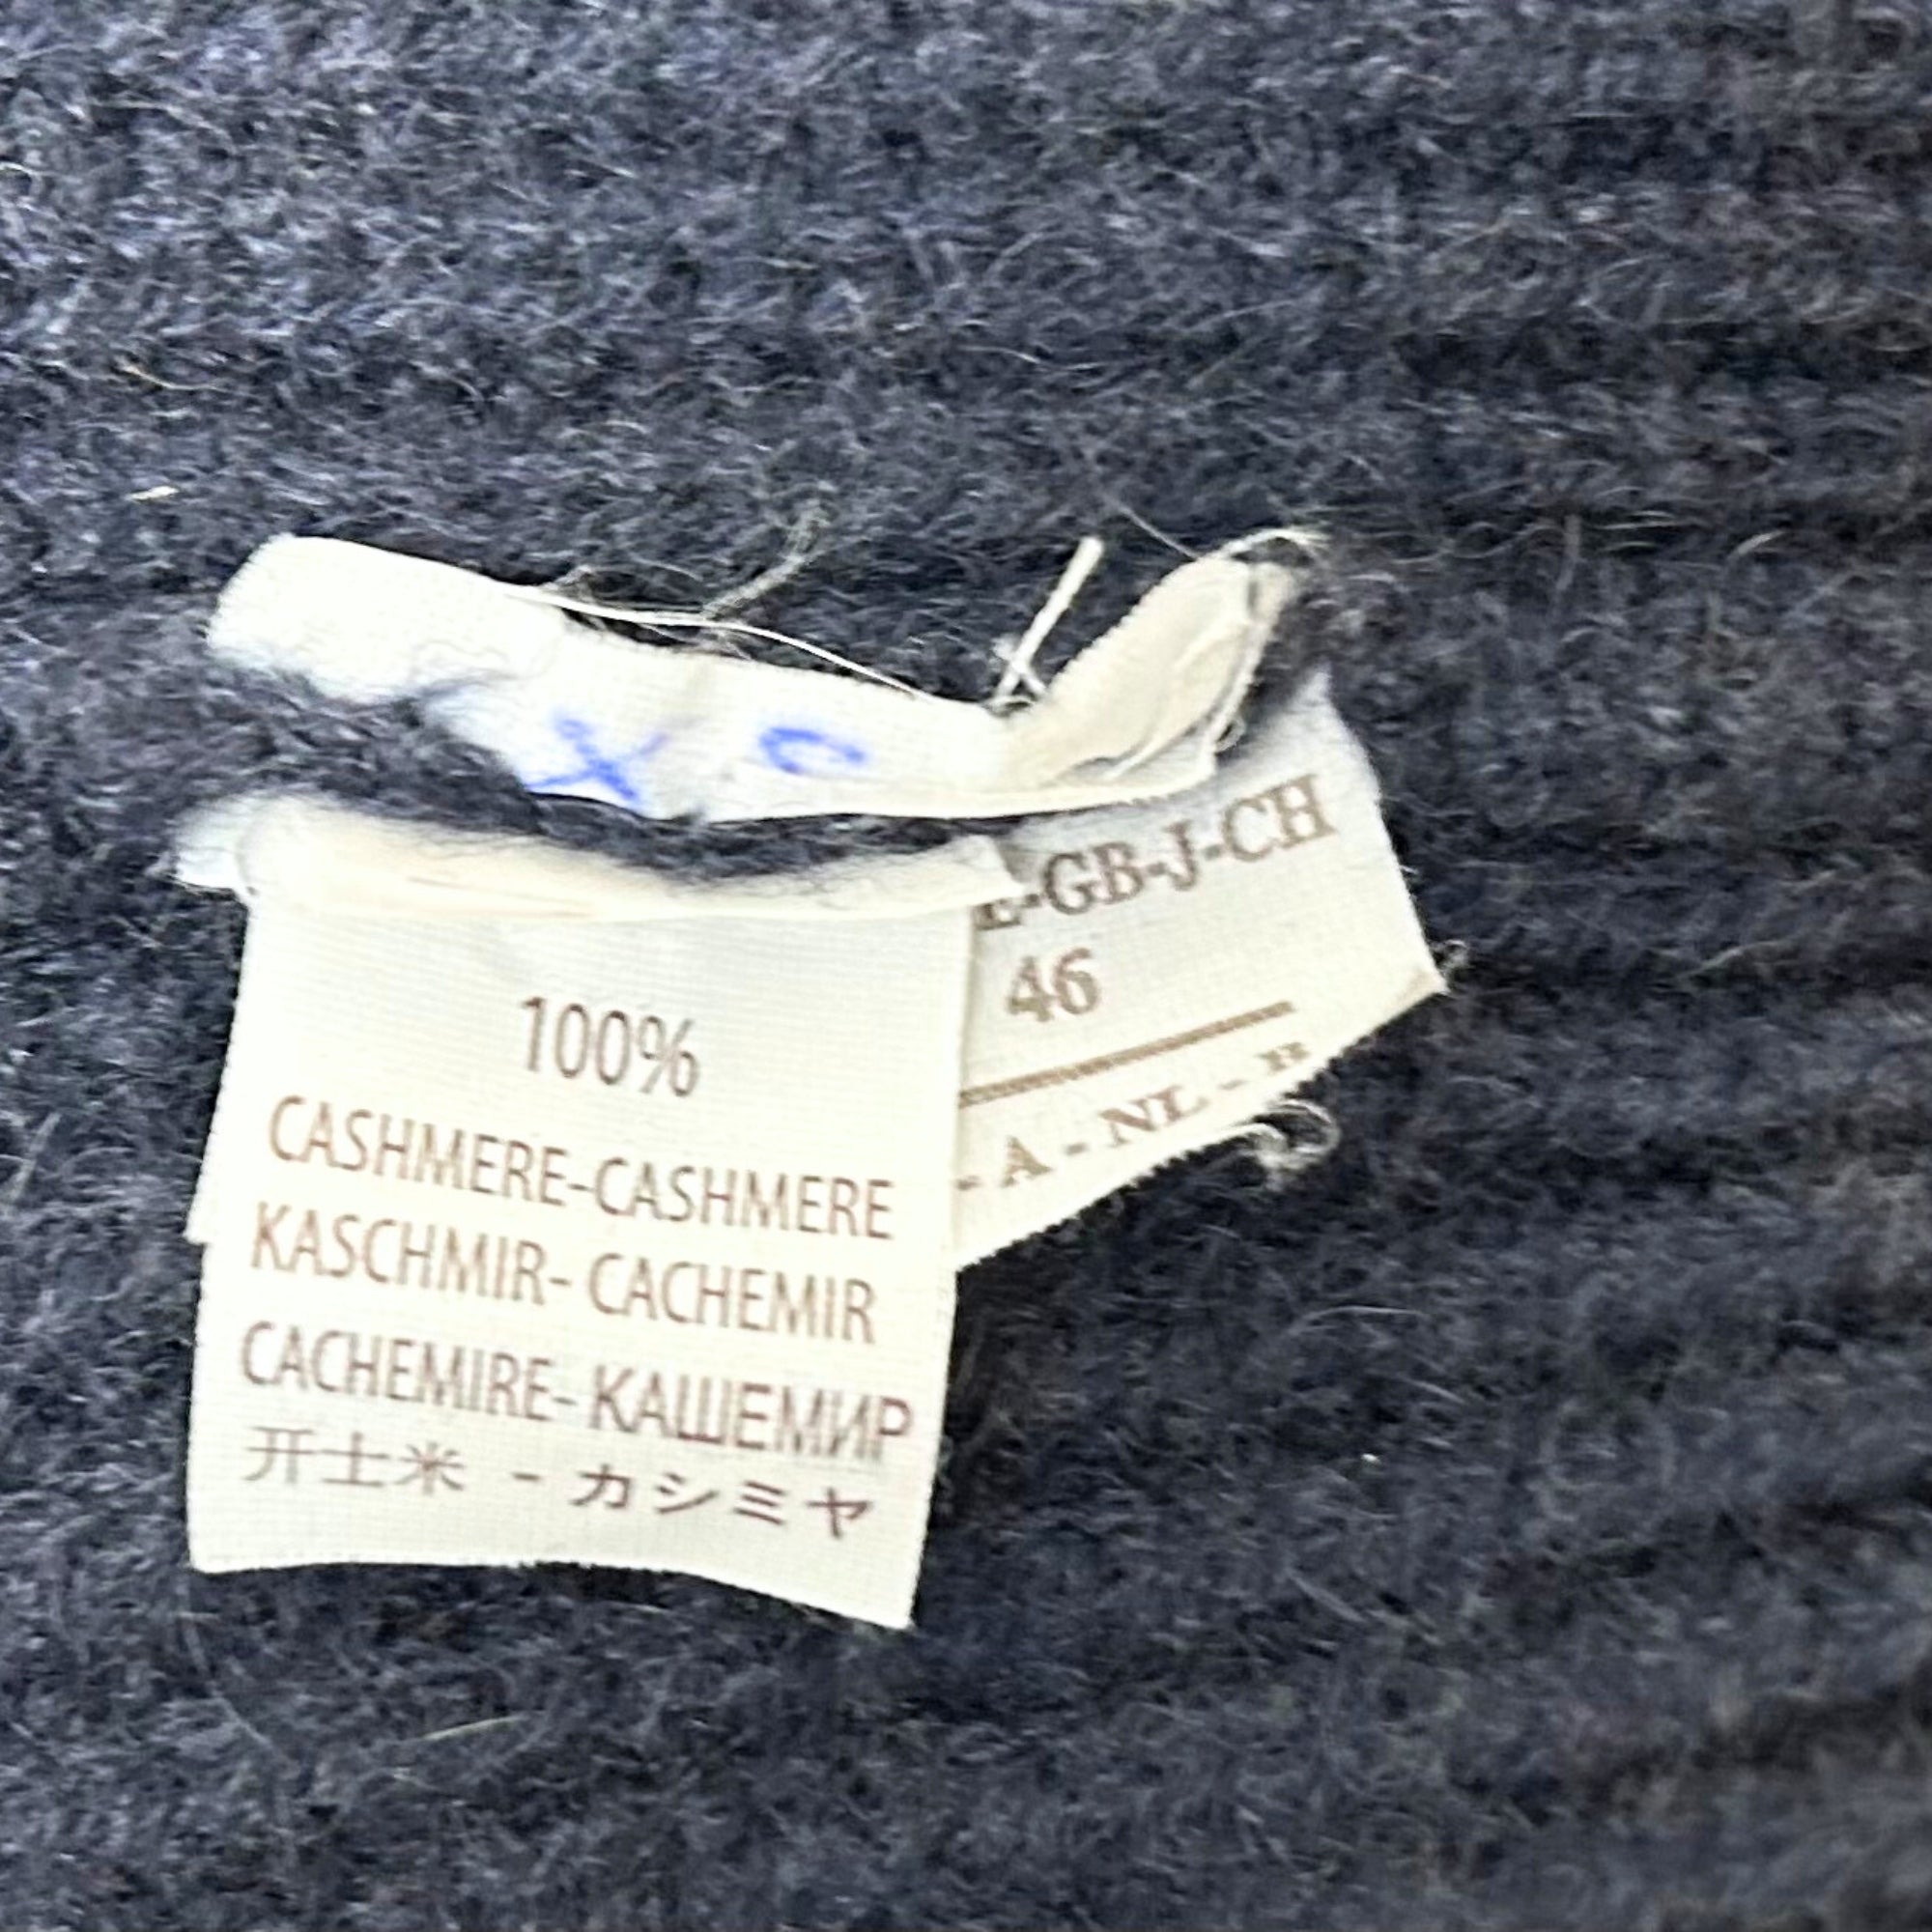 X C
E-GB-J-CH
46
- A - NL -
100%
CASHMERE-CASHMERE
KASCHMIR- CACHEMIR
CACHEMIRE- КАШЕМИР
开士米 - カシミヤ